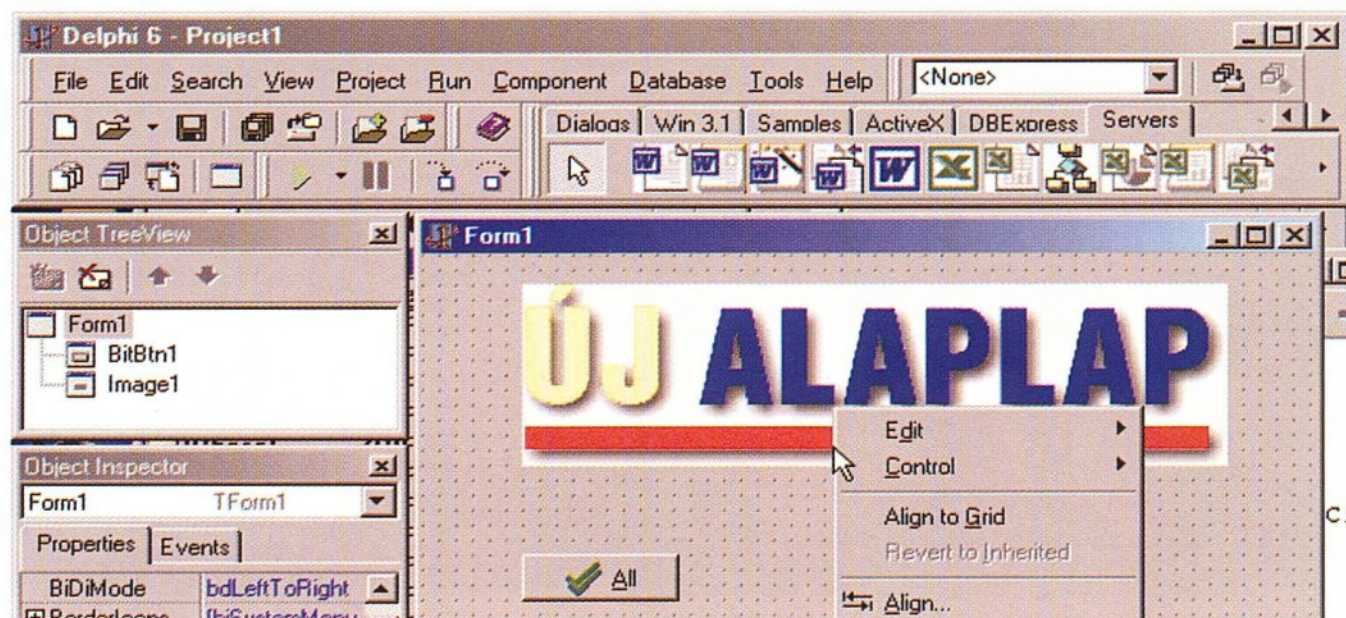 Delphi 6 - Project1
File Edit Search View Project Run Component Database Tools Help <None>
Dialogs Win 3.1 Samples ActiveX DBExpress Servers
Object TreeView
Form1
BitBtn1
Image1
Object Inspector
Form1 TForm1
Properties Events
BiDiMode bdLeftToRight
Form1
ÚJ ALAPLAP
All
Edit
Control
Align to Grid
Revert to Inherited
Align...